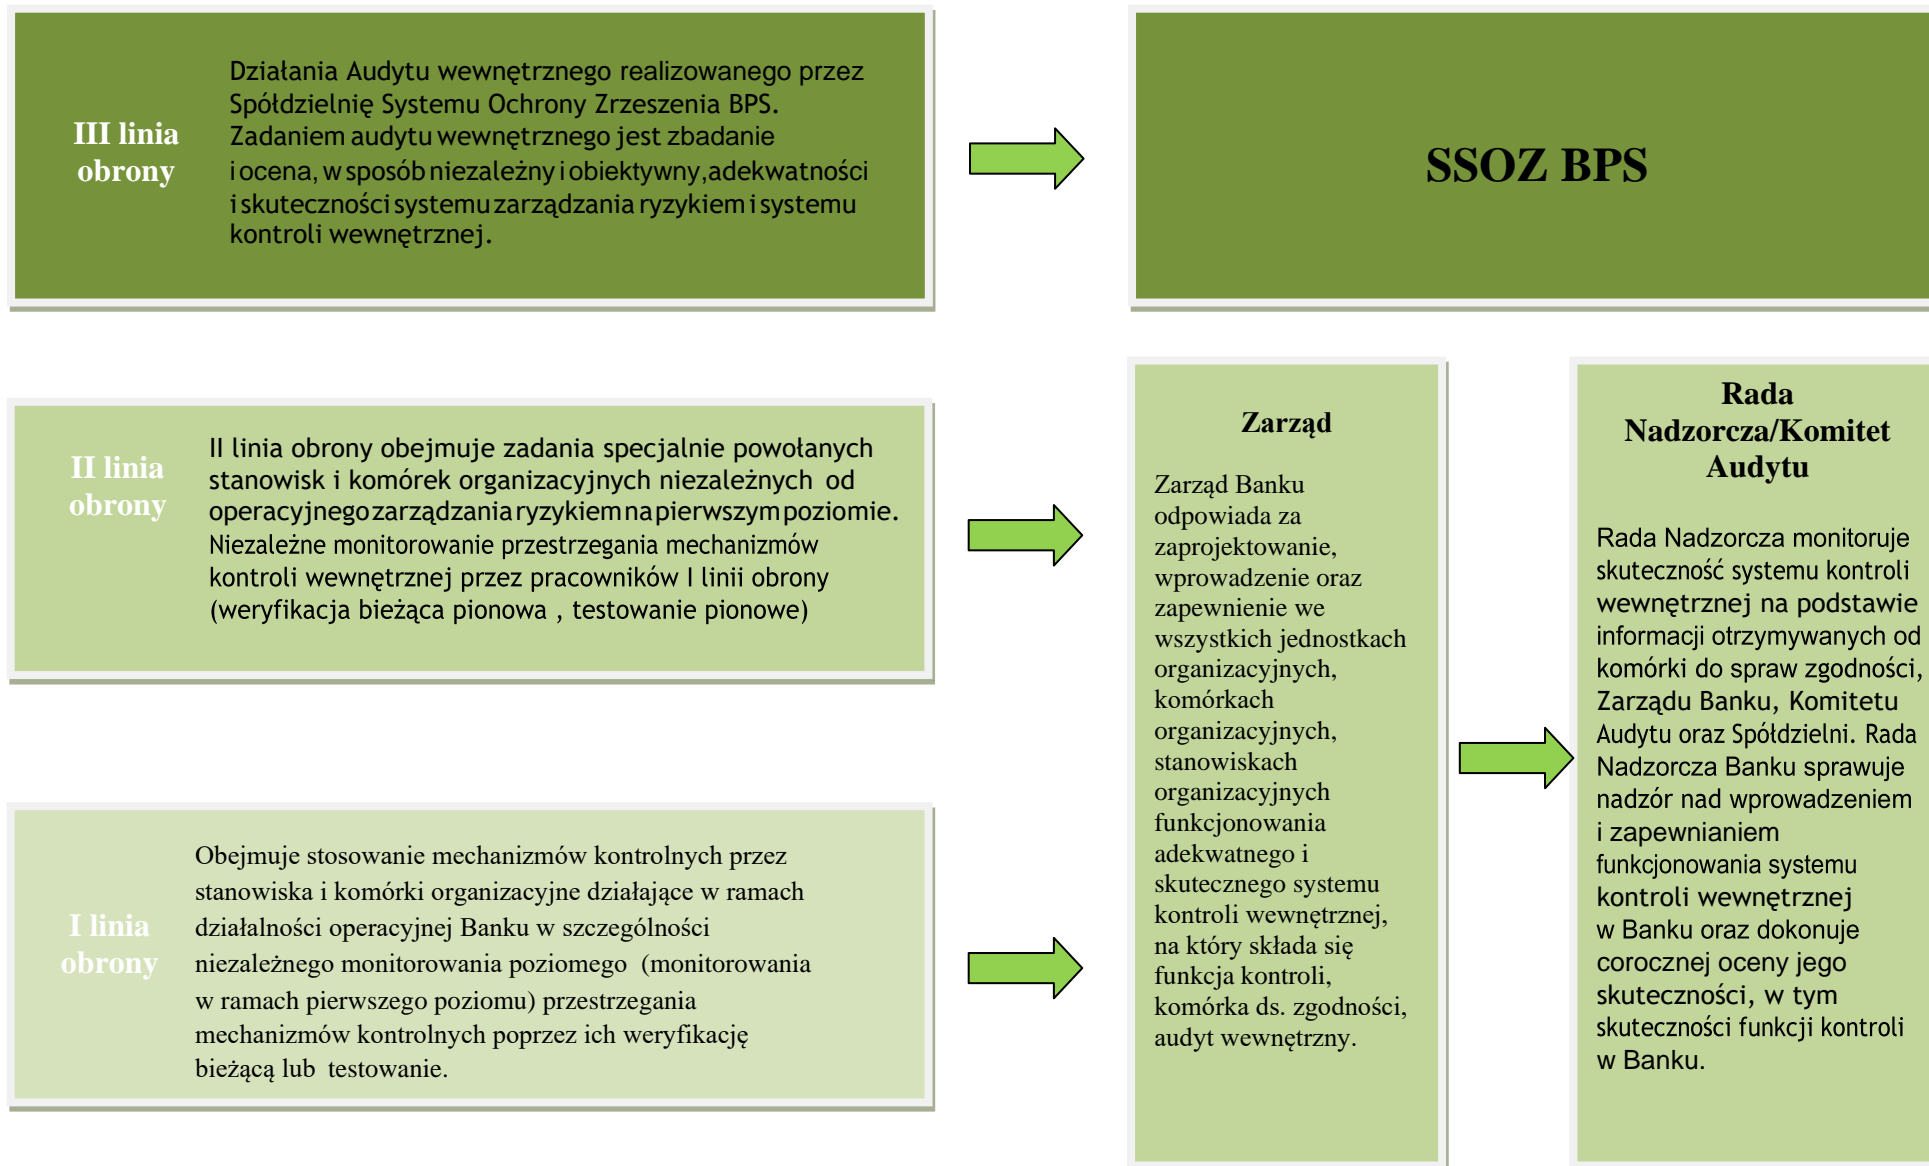 III linia
obrony
Działania Audytu wewnętrznego realizowanego przez
Spółdzielnię Systemu Ochrony Zrzeszenia BPS.
Zadaniem audytu wewnętrznego jest zbadanie
i ocena, w sposób niezależny i obiektywny, adekwatności
i skuteczności systemu zarządzania ryzykiem i systemu
kontroli wewnętrznej.
SSOZ BPS
II linia
obrony
II linia obrony obejmuje zadania specjalnie powołanych
stanowisk i komórek organizacyjnych niezależnych od
operacyjnego zarządzania ryzykiem na pierwszym poziomie.
Niezależne monitorowanie przestrzegania mechanizmów
kontroli wewnętrznej przez pracowników I linii obrony
(weryfikacja bieżąca pionowa , testowanie pionowe)
I linia
obrony
Obejmuje stosowanie mechanizmów kontrolnych przez
stanowiska i komórki organizacyjne działające w ramach
działalności operacyjnej Banku w szczególności
niezależnego monitorowania poziomego (monitorowania
w ramach pierwszego poziomu) przestrzegania
mechanizmów kontrolnych poprzez ich weryfikację
bieżącą lub testowanie.
Zarząd
Zarząd Banku
odpowiada za
zaprojektowanie,
wprowadzenie oraz
zapewnienie we
wszystkich jednostkach
organizacyjnych,
komórkach
organizacyjnych,
stanowiskach
organizacyjnych
funkcjonowania
adekwatnego i
skutecznego systemu
kontroli wewnętrznej,
na który składa się
funkcja kontroli,
komórka ds. zgodności,
audyt wewnętrzny.
Rada
Nadzorcza/Komitet
Audytu
Rada Nadzorcza monitoruje
skuteczność systemu kontroli
wewnętrznej na podstawie
informacji otrzymywanych od
komórki do spraw zgodności,
Zarządu Banku, Komitetu
Audytu oraz Spółdzielni. Rada
Nadzorcza Banku sprawuje
nadzór nad wprowadzeniem
i zapewnianiem
funkcjonowania systemu
kontroli wewnętrznej
w Banku oraz dokonuje
corocznej oceny jego
skuteczności, w tym
skuteczności funkcji kontroli
w Banku.